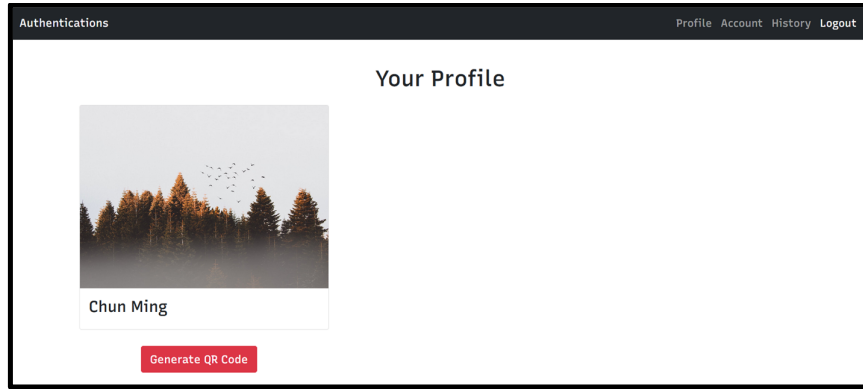 Authentications Profile Account History Logout
Your Profile
Chun Ming
Generate QR Code